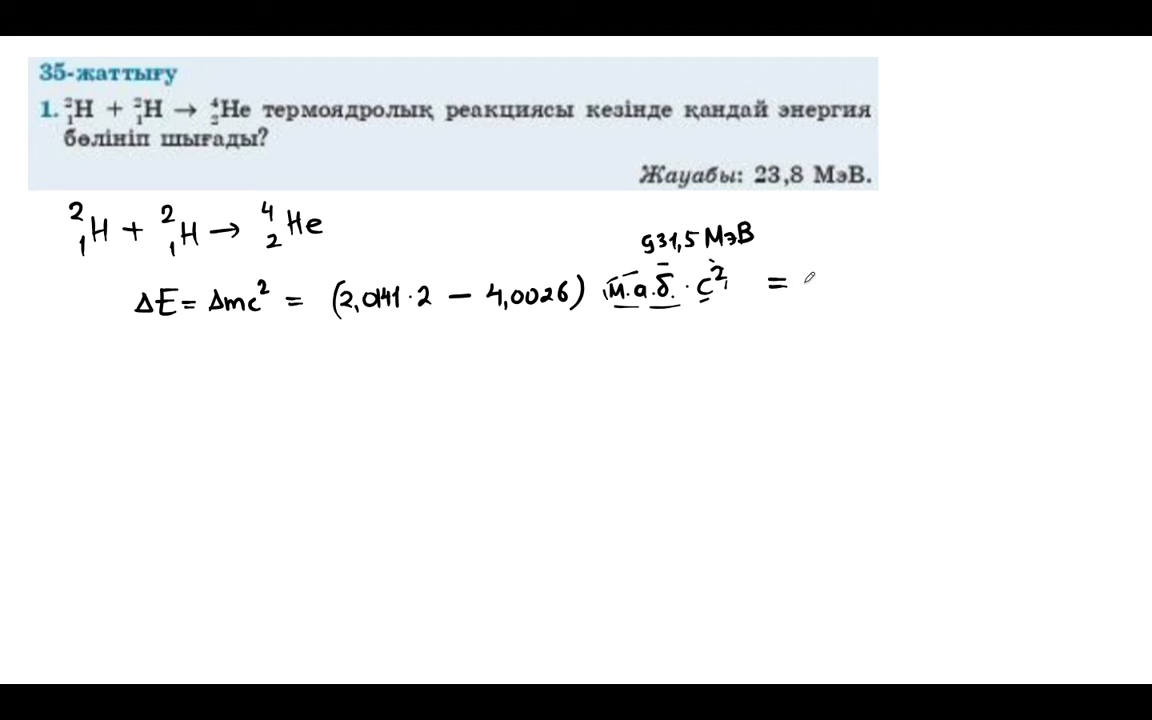 35-жаттығу
1. ²₁H + ²₁H → ⁴₂He термоядролық реакциясы кезінде қандай энергия
бөлініп шығады?
Жауабы: 23,8 МэВ.
²₁H + ²₁H → ⁴₂He
931,5 МэВ
ΔE = Δmc² = (2,0141 · 2 − 4,0026) м.а.б. · c² =